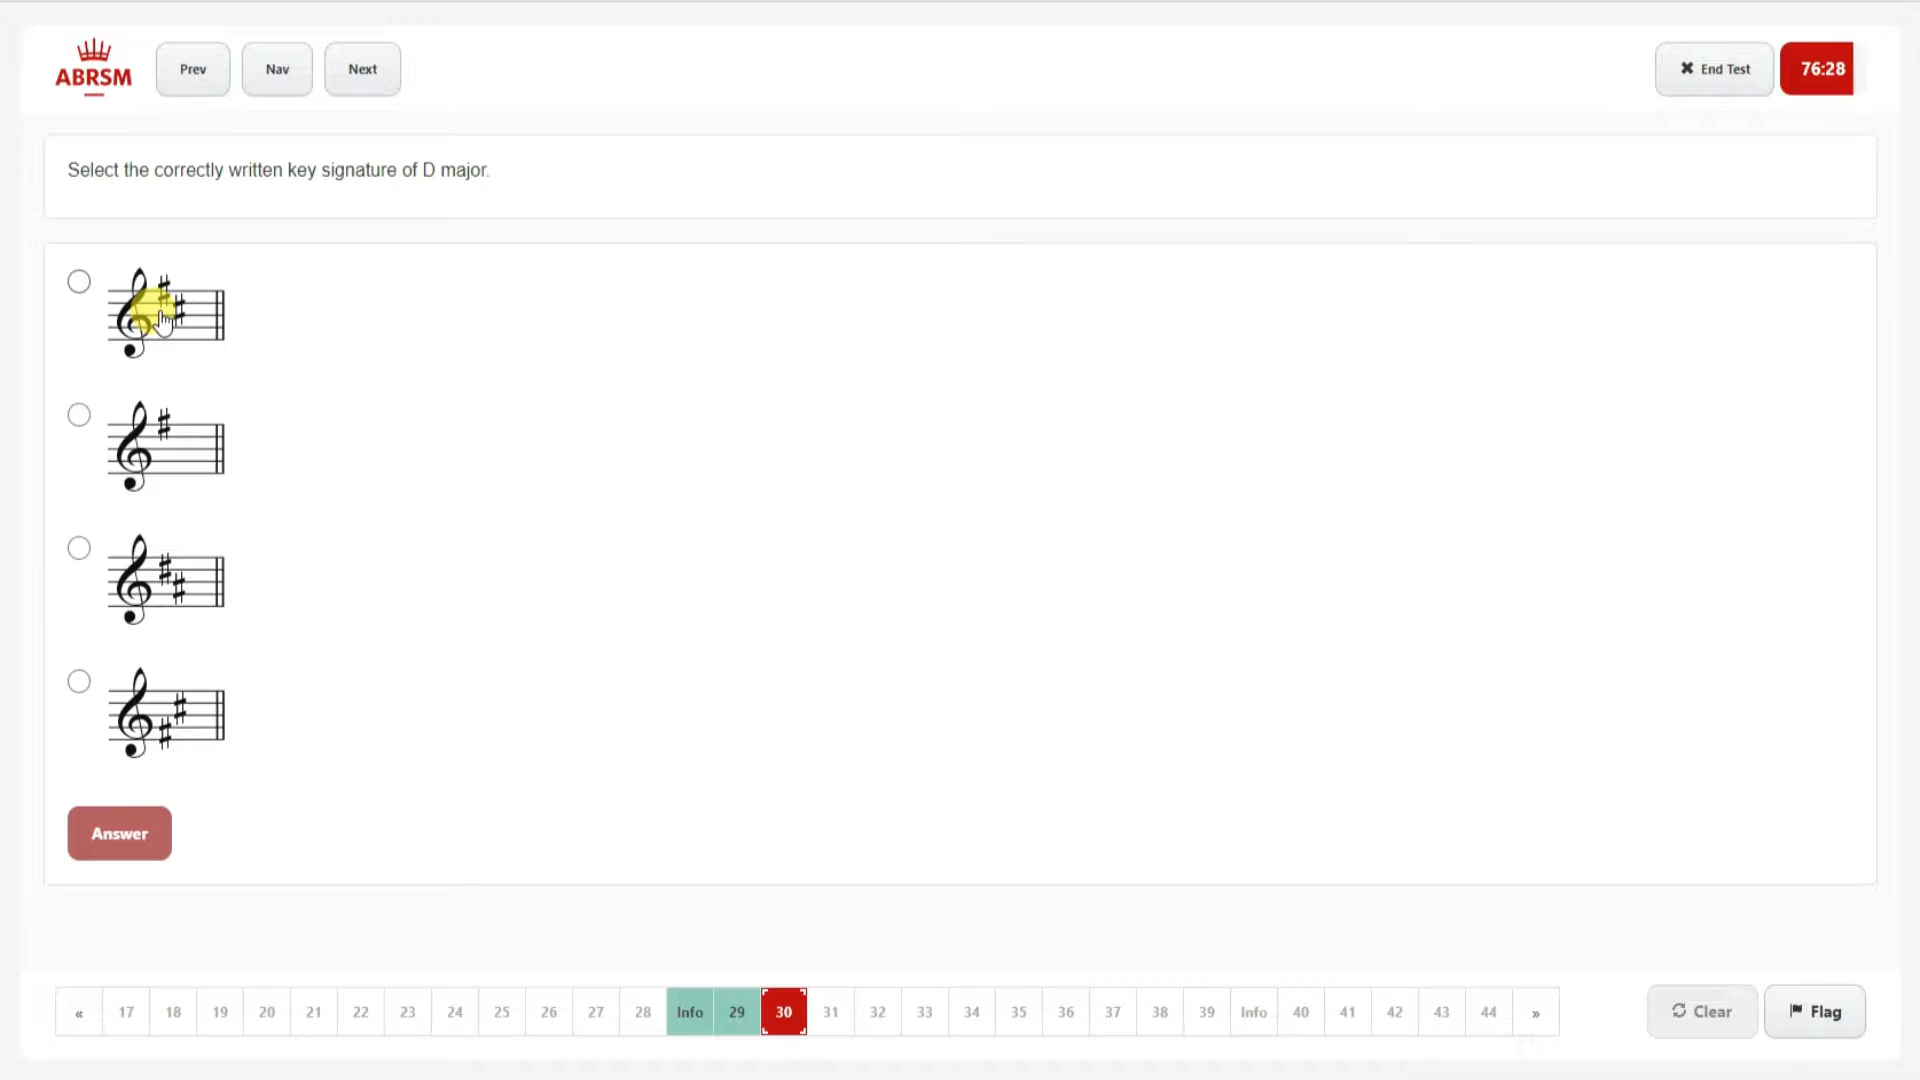 ABRSM
Prev
Nav
Next
✖ End Test
76:28
Select the correctly written key signature of D major.
Answer
« 17 18 19 20 21 22 23 24 25 26 27 28 Info 29 30 31 32 33 34 35 36 37 38 39 Info 40 41 42 43 44 »
Clear
Flag